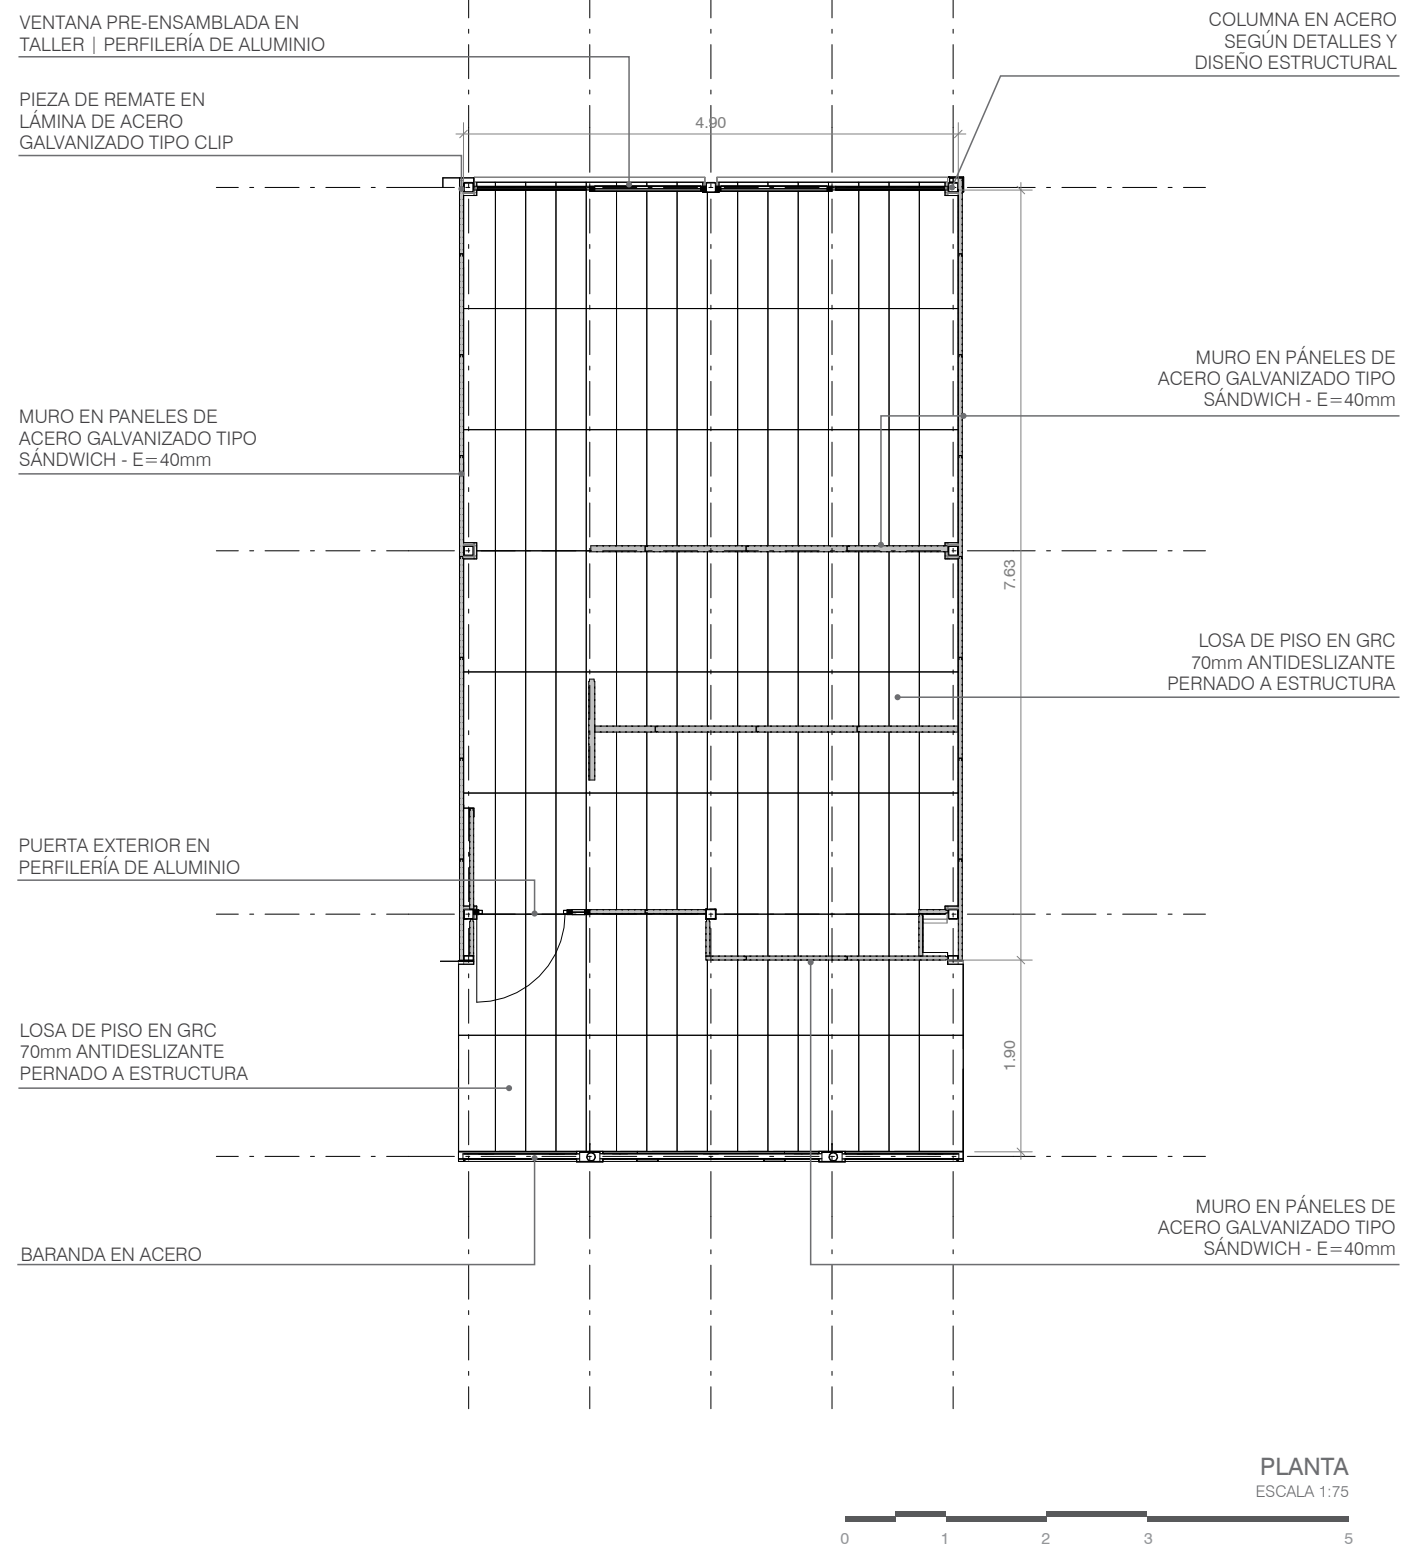 VENTANA PRE-ENSAMBLADA EN
TALLER | PERFILERÍA DE ALUMINIO
COLUMNA EN ACERO
SEGÚN DETALLES Y
DISEÑO ESTRUCTURAL
PIEZA DE REMATE EN
LÁMINA DE ACERO
GALVANIZADO TIPO CLIP
4.90
MURO EN PÁNELES DE
ACERO GALVANIZADO TIPO
SÁNDWICH - E=40mm
MURO EN PANELES DE
ACERO GALVANIZADO TIPO
SÁNDWICH - E=40mm
7.63
LOSA DE PISO EN GRC
70mm ANTIDESLIZANTE
PERNADO A ESTRUCTURA
PUERTA EXTERIOR EN
PERFILERÍA DE ALUMINIO
LOSA DE PISO EN GRC
70mm ANTIDESLIZANTE
PERNADO A ESTRUCTURA
1.90
MURO EN PÁNELES DE
ACERO GALVANIZADO TIPO
SÁNDWICH - E=40mm
BARANDA EN ACERO
PLANTA
ESCALA 1:75
0 1 2 3 5